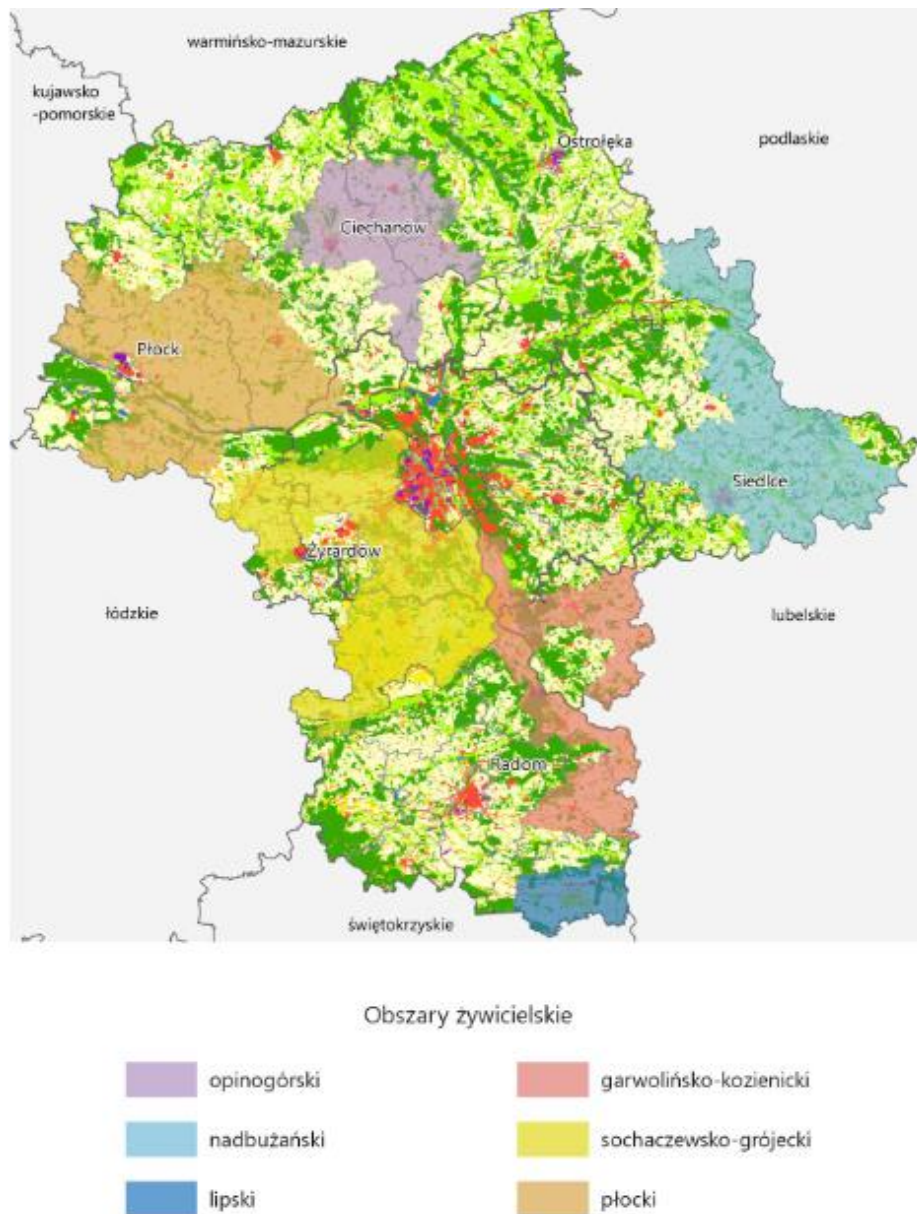 warmińsko-mazurskie
kujawsko
-pomorskie
Ostrołęka
podlaskie
Ciechanów
Płock
Siedlce
Żyrardów
łódzkie
lubelskie
Radom
świętokrzyskie
Obszary żywicielskie
opinogórski
garwolińsko-kozienicki
nadbużański
sochaczewsko-grójecki
lipski
płocki